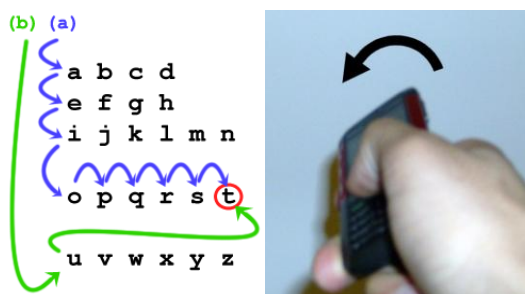 (b) (a)
a b c d
e f g h
i j k l m n
o p q r s t
u v w x y z